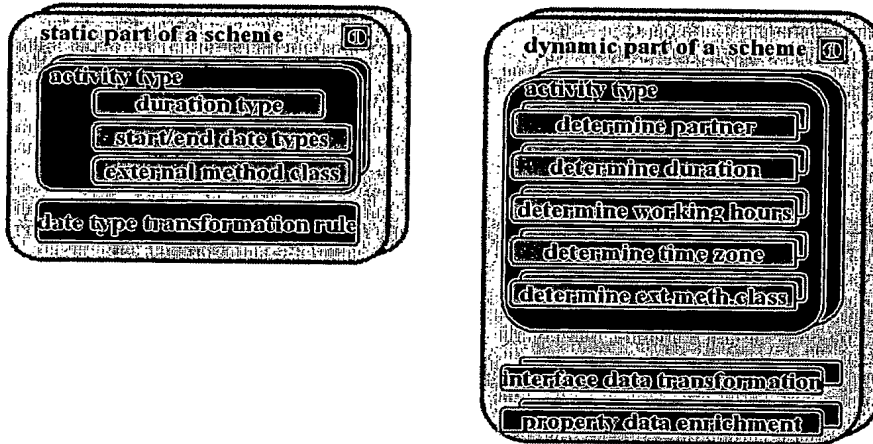 static part of a scheme
activity type
duration type
start/end date types
external method class
date type transformation rule
dynamic part of a scheme
activity type
determine partner
determine duration
determine working hours
determine time zone
determine ext.meth.class
interface data transformation
property data enrichment